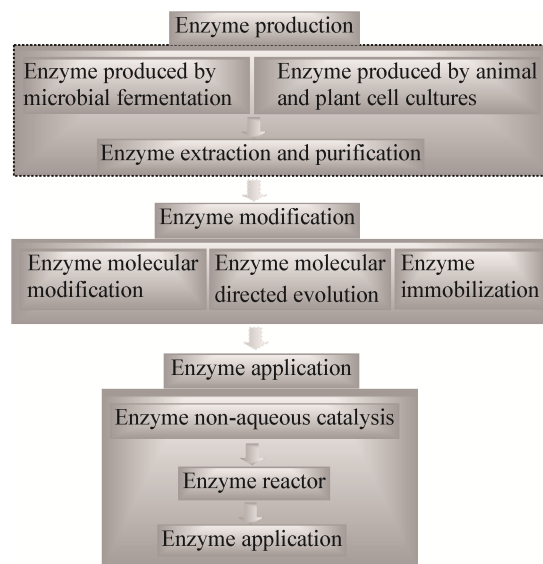 Enzyme production
Enzyme produced by
microbial fermentation
Enzyme produced by animal
and plant cell cultures
Enzyme extraction and purification
Enzyme modification
Enzyme molecular
modification
Enzyme molecular
directed evolution
Enzyme
immobilization
Enzyme application
Enzyme non-aqueous catalysis
Enzyme reactor
Enzyme application